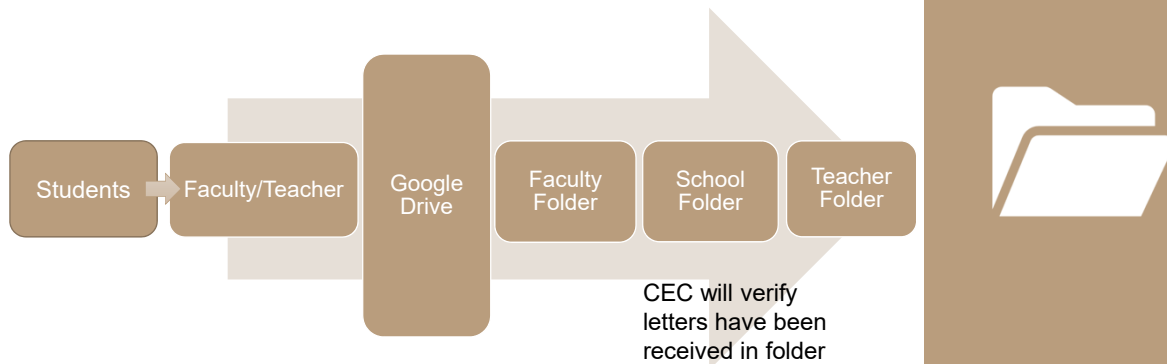 Students
Faculty/Teacher
Google
Drive
Faculty
Folder
School
Folder
Teacher
Folder
CEC will verify
letters have been
received in folder